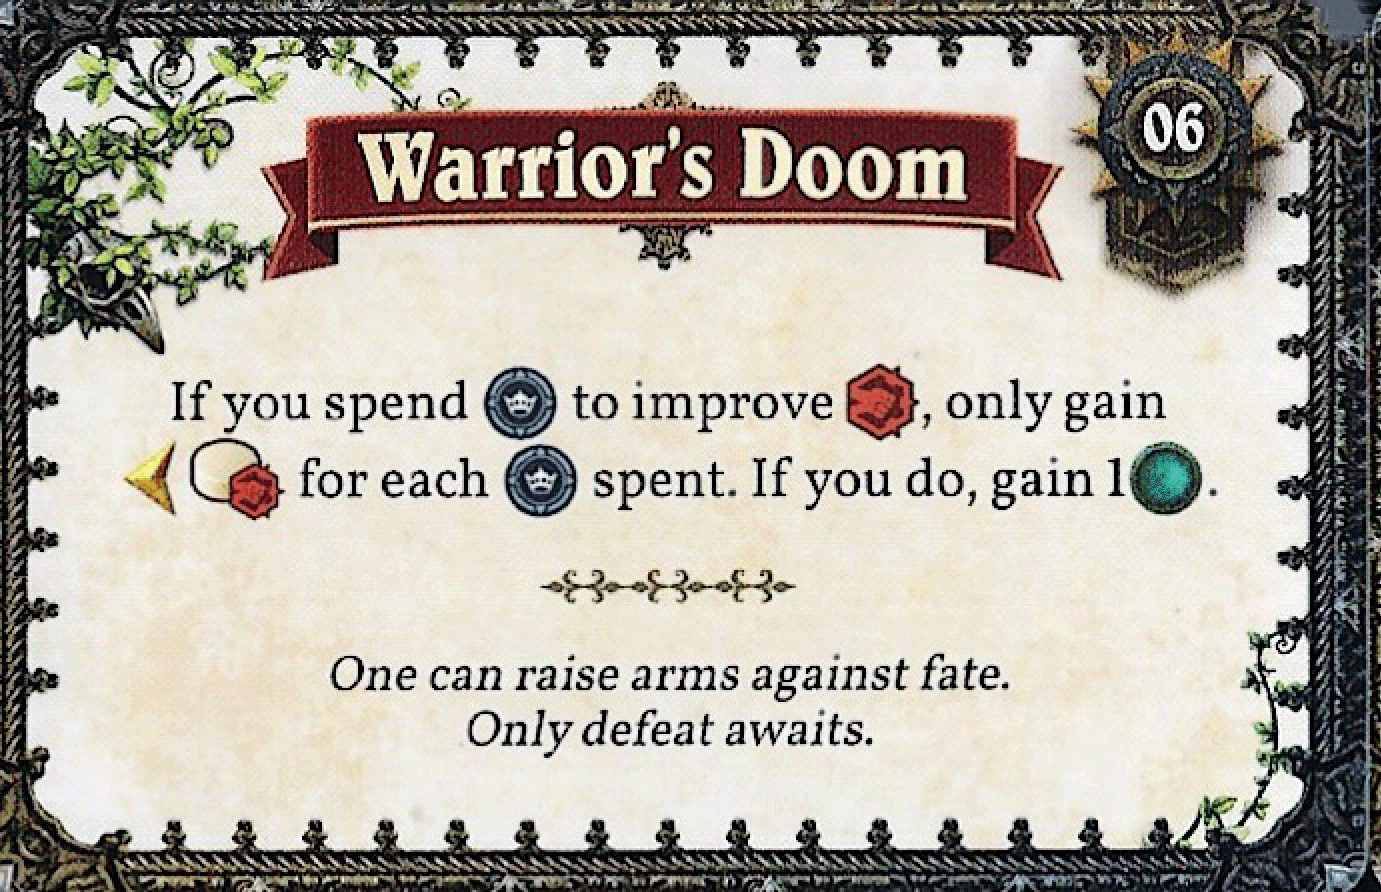 Warrior's Doom
06
If you spend to improve , only gain
for each spent. If you do, gain 1 .
One can raise arms against fate.
Only defeat awaits.